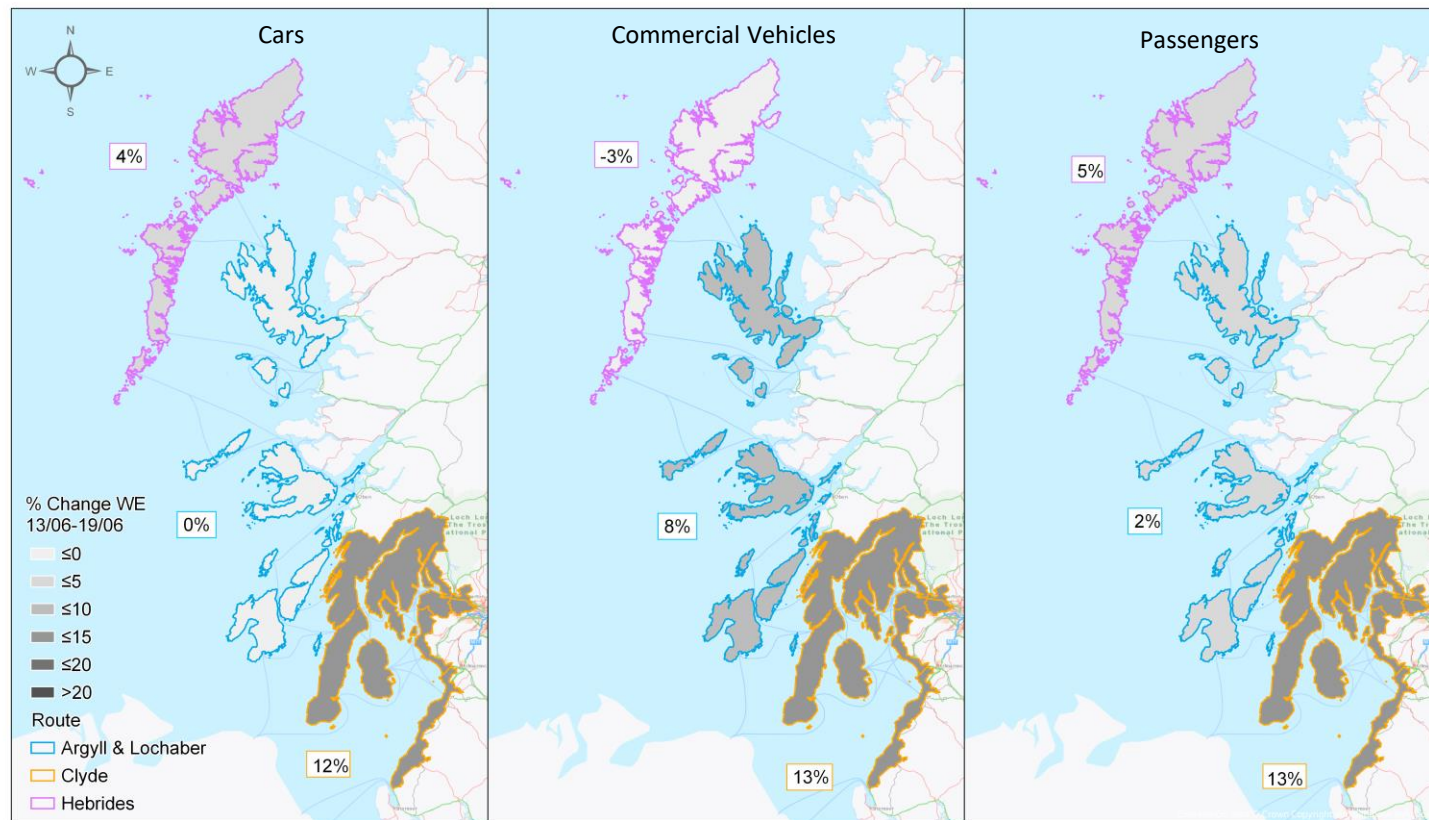 Cars
Commercial Vehicles
Passengers
N
W
E
S
4%
-3%
5%
0%
8%
2%
12%
13%
13%
% Change WE
13/06-19/06
≤0
≤5
≤10
≤15
≤20
>20
Route
Argyll & Lochaber
Clyde
Hebrides